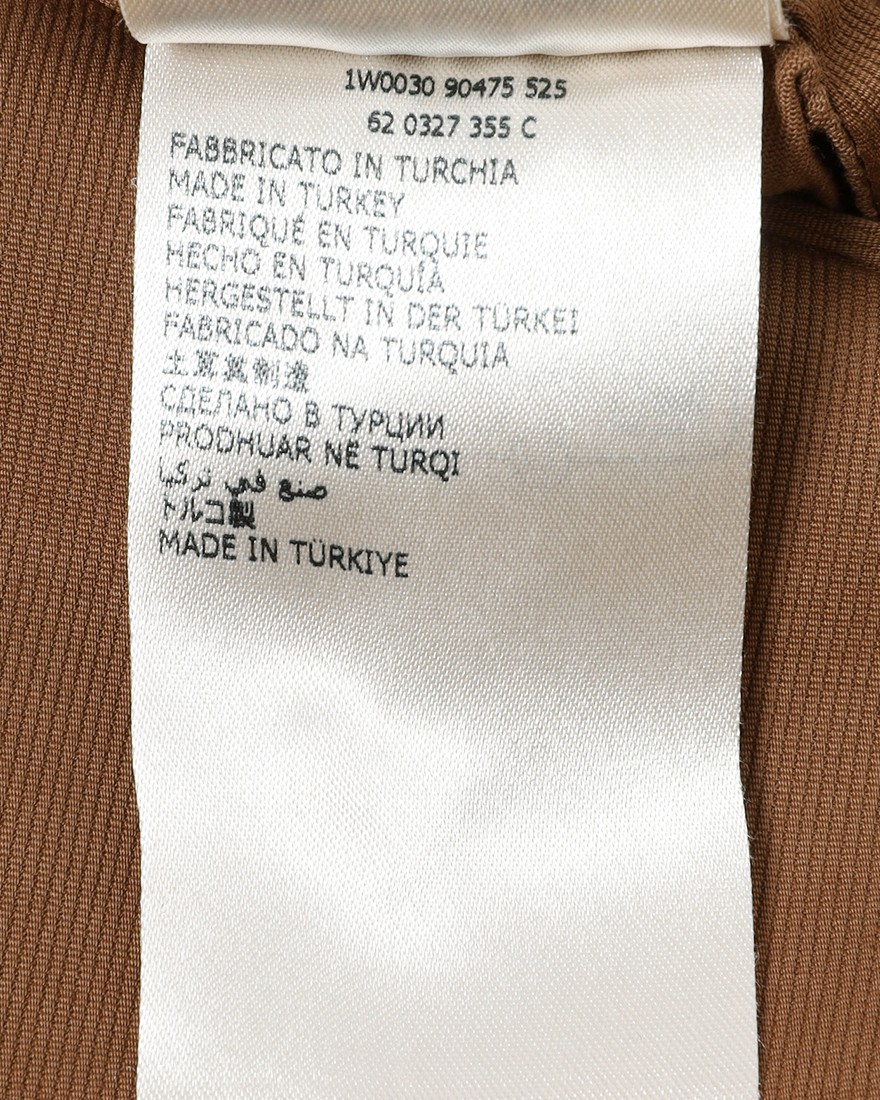 1W0030 90475 525
62 0327 355 C
FABBRICATO IN TURCHIA
MADE IN TURKEY
FABRIQUÉ EN TURQUIE
HECHO EN TURQUÍA
HERGESTELLT IN DER TÜRKEI
FABRICADO NA TURQUIA
土耳其制造
СДЕЛАНО В ТУРЦИИ
PRODHUAR NË TURQI
صنع في تركيا
トルコ製
MADE IN TÜRKIYE